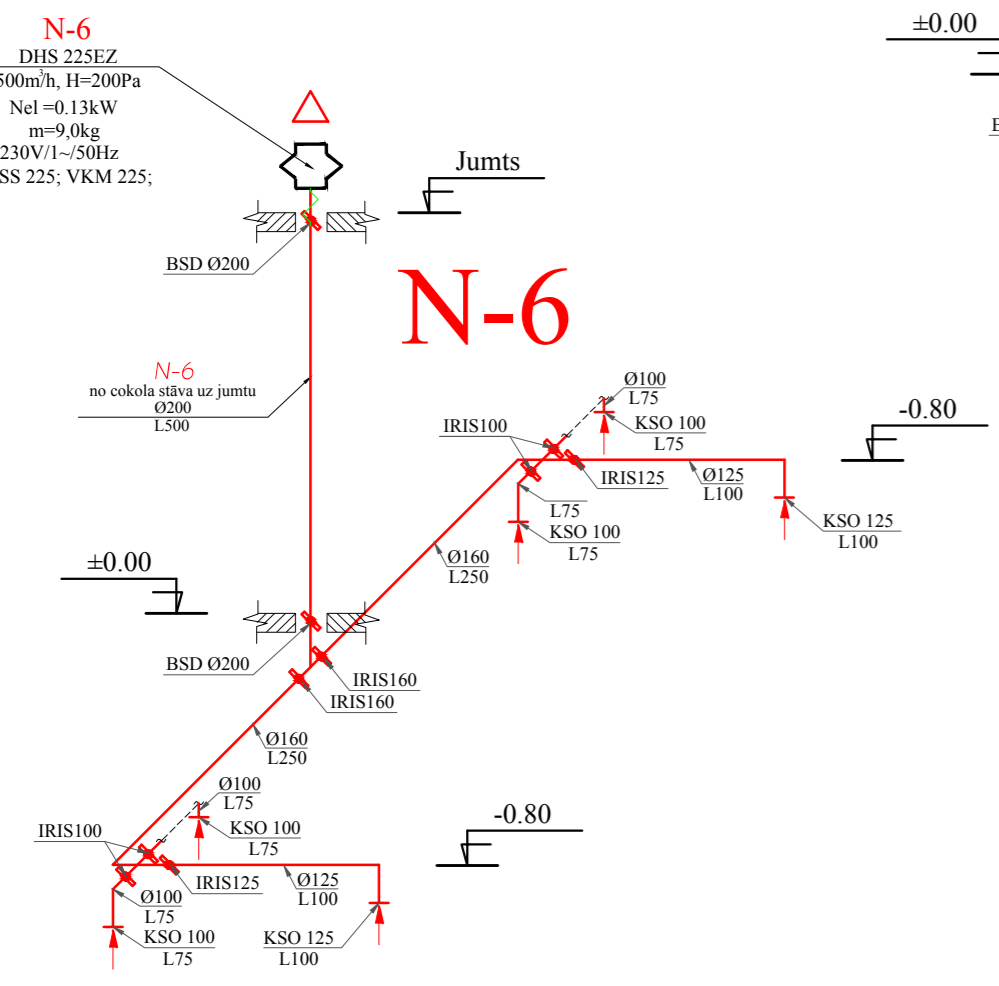 N-6
DHS 225EZ
500m³/h, H=200Pa
Nel =0.13kW
m=9,0kg
230V/1~/50Hz
SS 225; VKM 225;
±0.00
Jumts
BSD Ø200
N-6
N-6
no cokola stāva uz jumtu
Ø200
L500
Ø100
L75
KSO 100
L75
IRIS100
IRIS125
-0.80
Ø125
L100
L75
KSO 100
L75
KSO 125
L100
Ø160
L250
±0.00
BSD Ø200
IRIS160
IRIS160
Ø160
L250
Ø100
L75
KSO 100
L75
IRIS100
IRIS125
-0.80
Ø125
L100
Ø100
L75
KSO 100
L75
KSO 125
L100